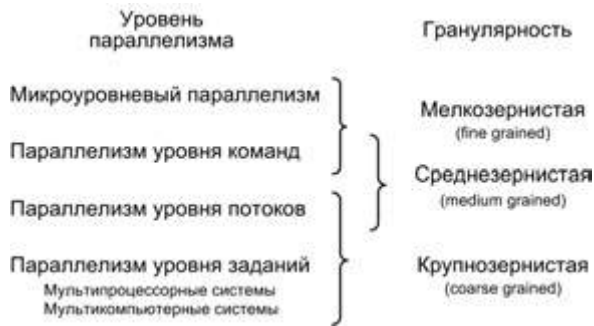 Уровень
параллелизма
Гранулярность
Микроуровневый параллелизм
Мелкозернистая
(fine grained)
Параллелизм уровня команд
Среднезернистая
(medium grained)
Параллелизм уровня потоков
Параллелизм уровня заданий
Крупнозернистая
Мультипроцессорные системы
(coarse grained)
Мультикомпьютерные системы